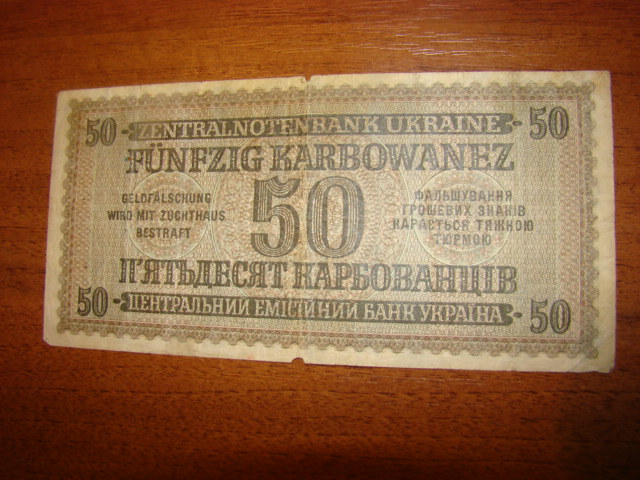 50 ZENTRALNOTENBANK UKRAINE 50
FÜNFZIG KARBOWANEZ
GELDFÄLSCHUNG
WIRD MIT ZUCHTHAUS
BESTRAFT
50
ФАЛЬШУВАННЯ
ГРОШЕВИХ ЗНАКІВ
КАРАЄТЬСЯ ТЯЖНОЮ
ТЮРМОЮ
П'ЯТЬДЕСЯТ КАРБОВАНЦІВ
50 ЦЕНТРАЛЬНИЙ ЕМІСІЙНИЙ БАНК УКРАЇНА 50